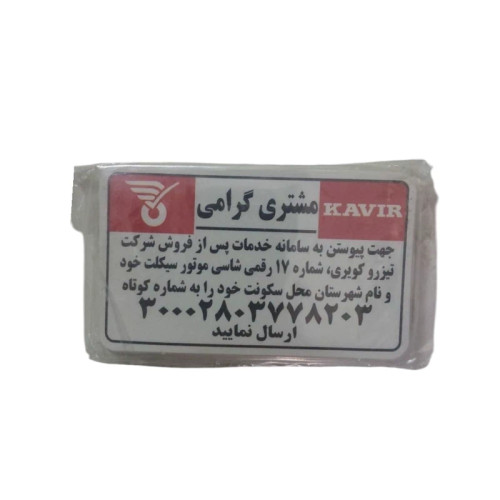 مشتری گرامی KAVIR
جهت پیوستن به سامانه خدمات پس از فروش شرکت
تیزرو کویری، شماره ۱۷ رقمی شاسی موتور سیکلت خود
و نام شهرستان محل سکونت خود را به شماره کوتاه
۳۰۰۰۲۸۰۳۷۷۸۲۰۳
ارسال نمایید